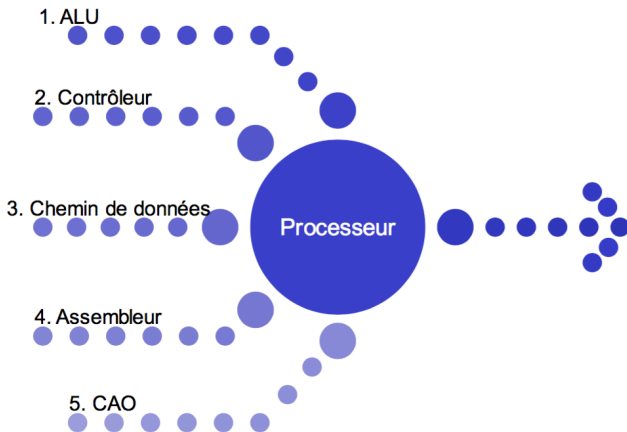 1. ALU
2. Contrôleur
3. Chemin de données
Processeur
4. Assembleur
5. CAO